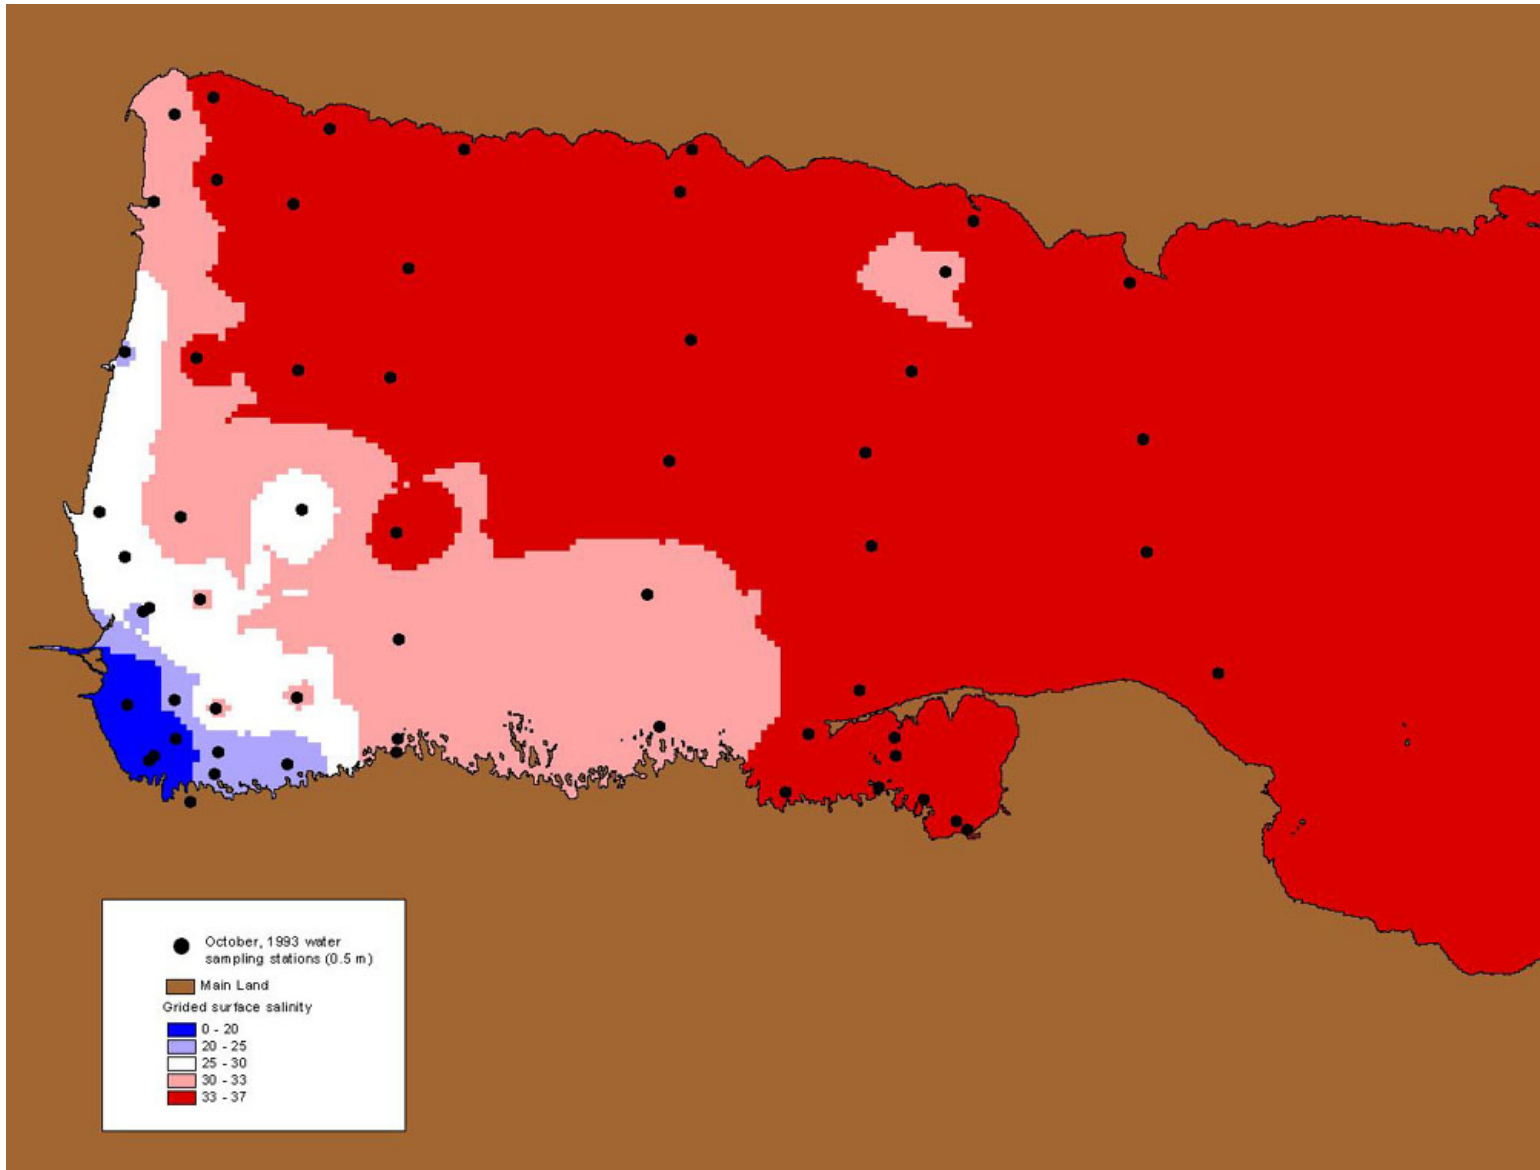 October, 1993 water
sampling stations (0.5 m)
Main Land
Grided surface salinity
0 - 20
20 - 25
25 - 30
30 - 33
33 - 37